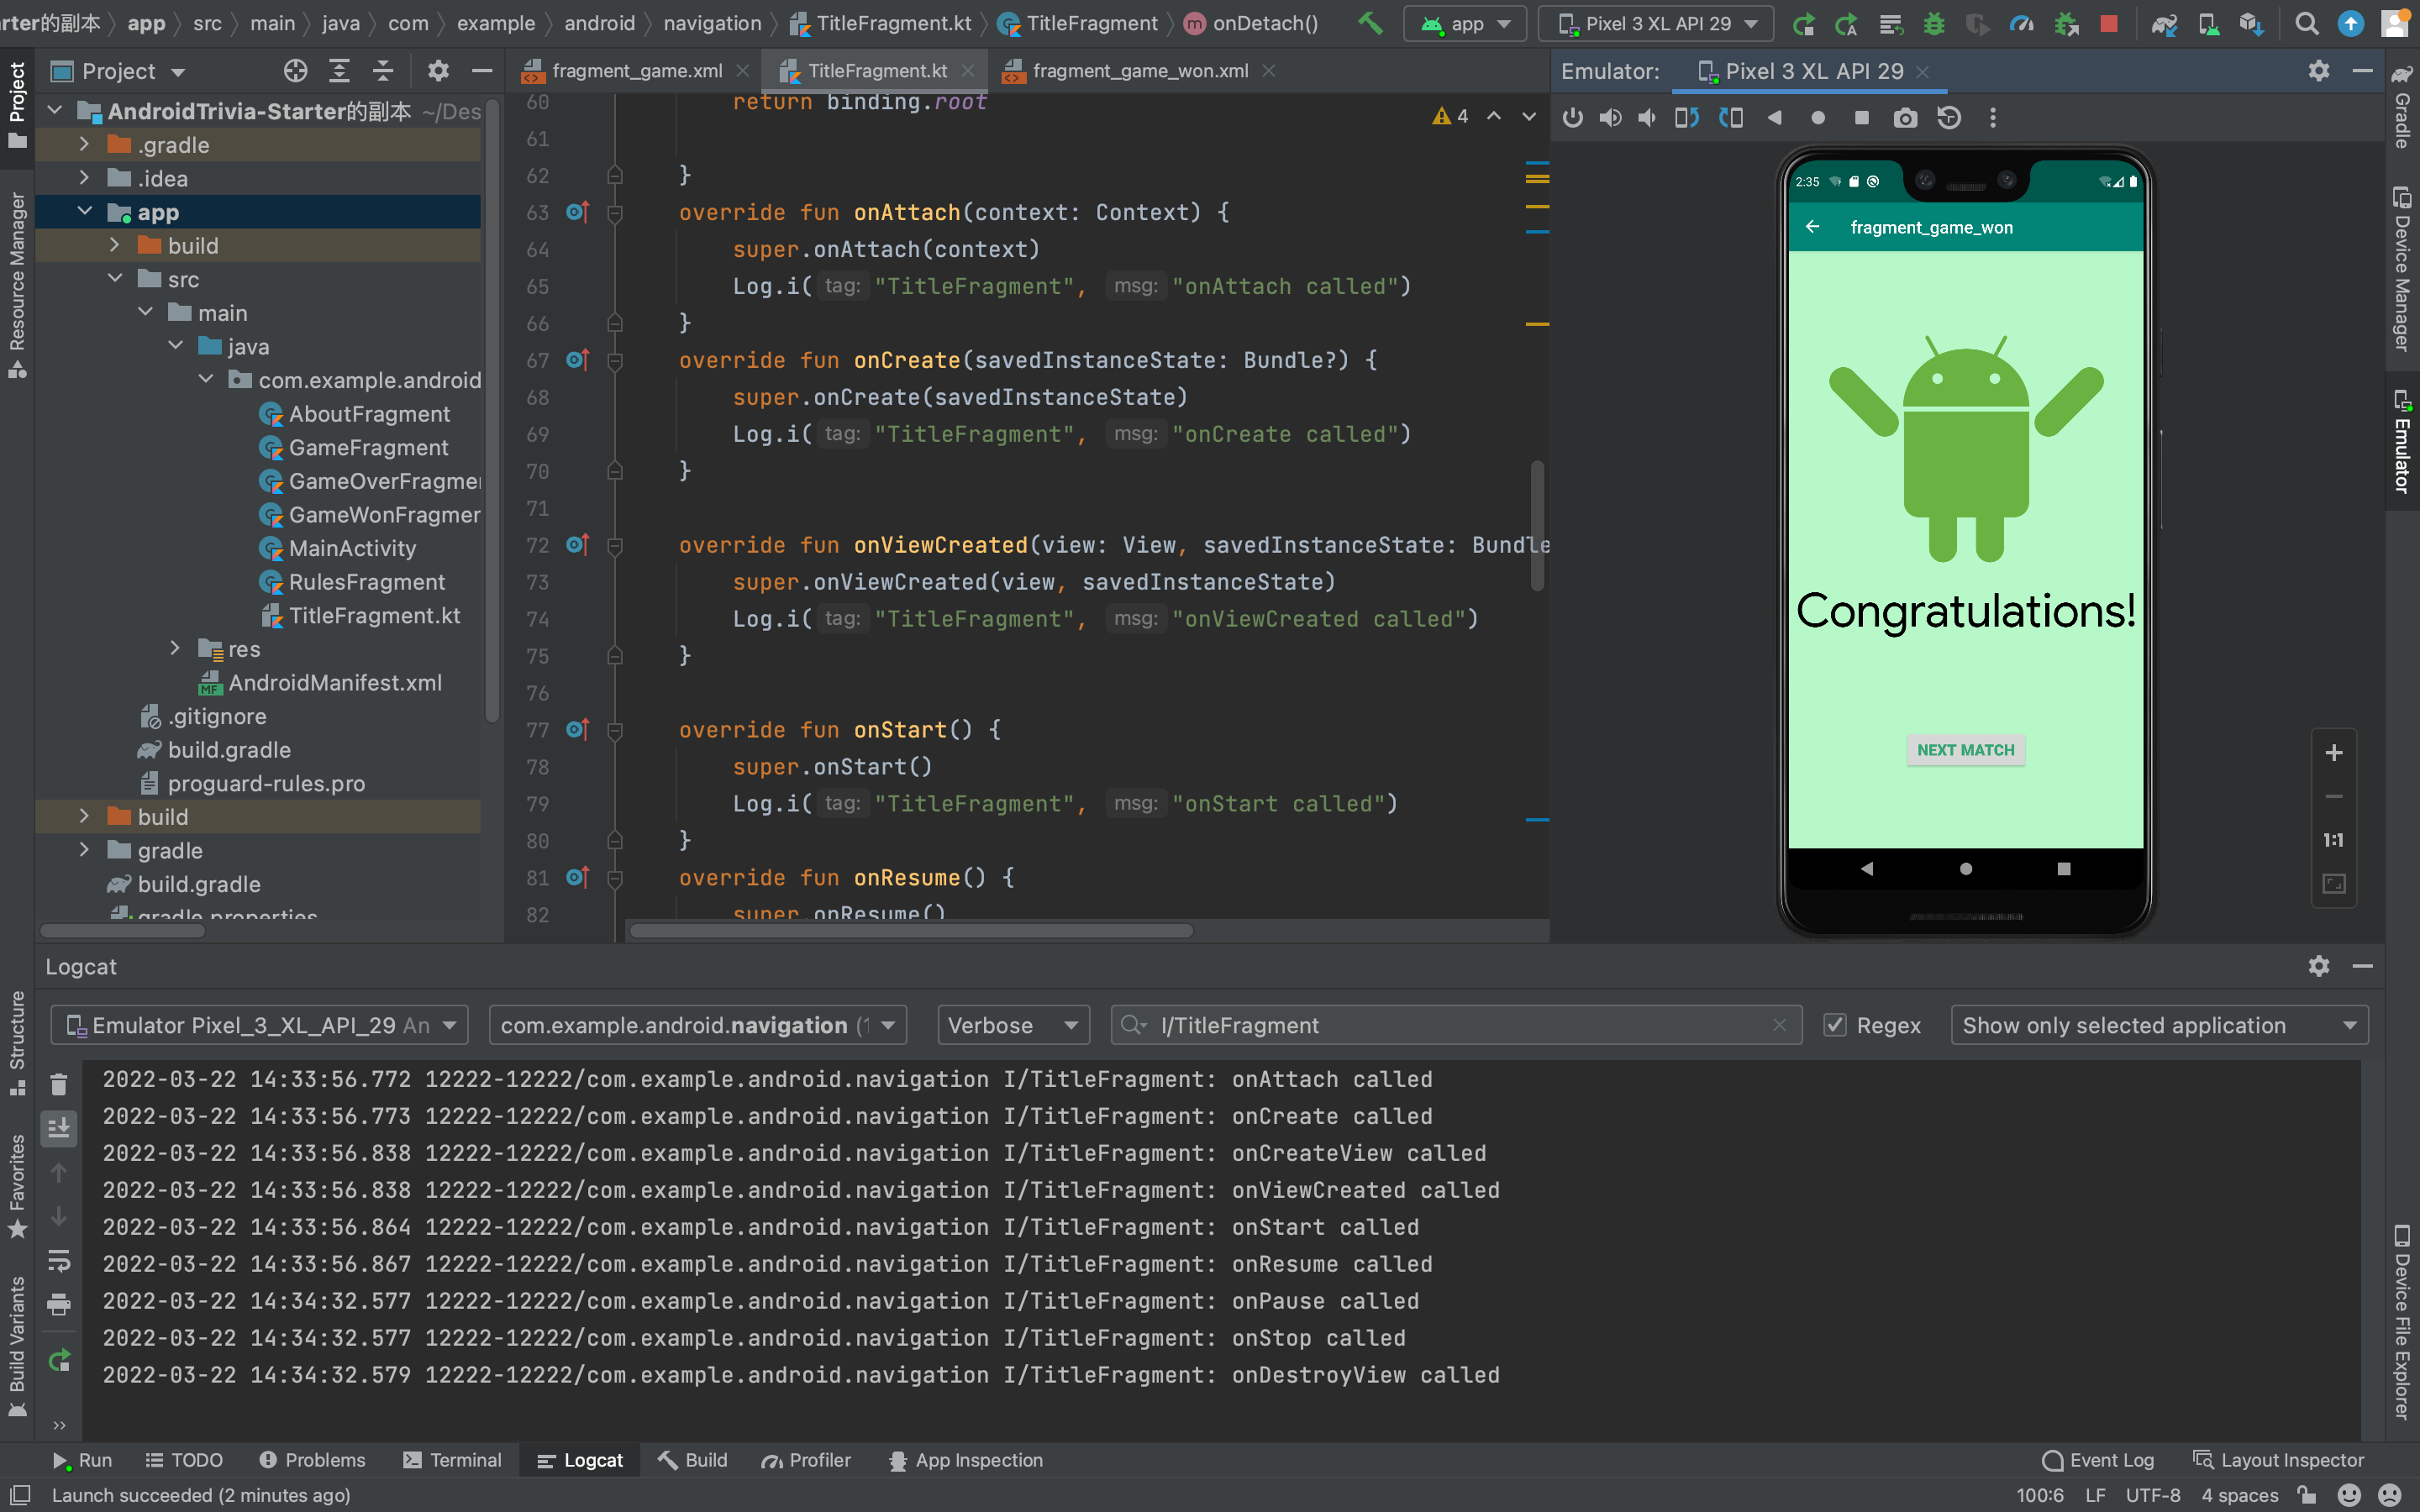 rter的副本 app src main java com example android navigation TitleFragment.kt TitleFragment onDetach() app Pixel 3 XL API 29
Project
fragment_game.xml TitleFragment.kt fragment_game_won.xml
Emulator: Pixel 3 XL API 29
Project
Resource Manager
Structure
Favorites
Build Variants
AndroidTrivia-Starter的副本 ~/Des
.gradle
.idea
app
build
src
main
java
com.example.android
AboutFragment
GameFragment
GameOverFragme
GameWonFragmer
MainActivity
RulesFragment
TitleFragment.kt
res
AndroidManifest.xml
.gitignore
build.gradle
proguard-rules.pro
build
gradle
build.gradle
gradle.properties
4
60 return binding.root
61
62 }
63 override fun onAttach(context: Context) {
64 super.onAttach(context)
65 Log.i( tag: "TitleFragment", msg: "onAttach called")
66 }
67 override fun onCreate(savedInstanceState: Bundle?) {
68 super.onCreate(savedInstanceState)
69 Log.i( tag: "TitleFragment", msg: "onCreate called")
70 }
71
72 override fun onViewCreated(view: View, savedInstanceState: Bundle
73 super.onViewCreated(view, savedInstanceState)
74 Log.i( tag: "TitleFragment", msg: "onViewCreated called")
75 }
76
77 override fun onStart() {
78 super.onStart()
79 Log.i( tag: "TitleFragment", msg: "onStart called")
80 }
81 override fun onResume() {
82 super.onResume()
2:35
fragment_game_won
Congratulations!
NEXT MATCH
1:1
Gradle
Device Manager
Emulator
Device File Explorer
Logcat
Emulator Pixel_3_XL_API_29 An com.example.android.navigation (1 Verbose I/TitleFragment Regex Show only selected application
2022-03-22 14:33:56.772 12222-12222/com.example.android.navigation I/TitleFragment: onAttach called
2022-03-22 14:33:56.773 12222-12222/com.example.android.navigation I/TitleFragment: onCreate called
2022-03-22 14:33:56.838 12222-12222/com.example.android.navigation I/TitleFragment: onCreateView called
2022-03-22 14:33:56.838 12222-12222/com.example.android.navigation I/TitleFragment: onViewCreated called
2022-03-22 14:33:56.864 12222-12222/com.example.android.navigation I/TitleFragment: onStart called
2022-03-22 14:33:56.867 12222-12222/com.example.android.navigation I/TitleFragment: onResume called
2022-03-22 14:34:32.577 12222-12222/com.example.android.navigation I/TitleFragment: onPause called
2022-03-22 14:34:32.577 12222-12222/com.example.android.navigation I/TitleFragment: onStop called
2022-03-22 14:34:32.579 12222-12222/com.example.android.navigation I/TitleFragment: onDestroyView called
Run TODO Problems Terminal Logcat Build Profiler App Inspection Event Log Layout Inspector
Launch succeeded (2 minutes ago) 100:6 LF UTF-8 4 spaces